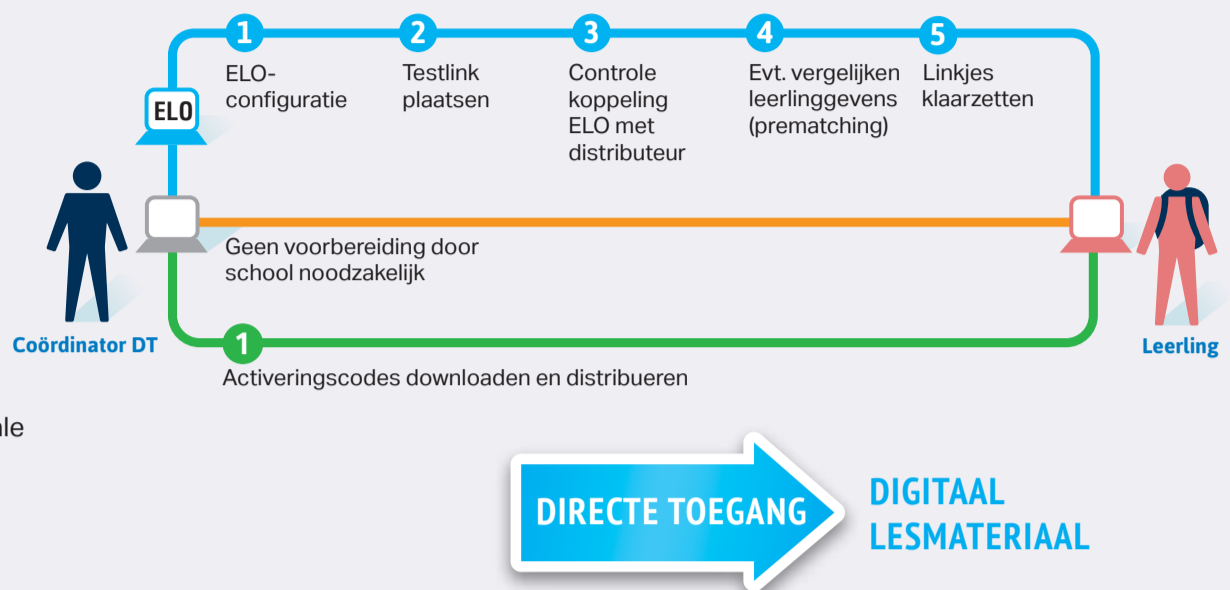 1
2
3
4
5
ELO-
configuratie
Testlink
plaatsen
Controle
koppeling
ELO met
distributeur
Evt. vergelijken
leerlinggevens
(prematching)
Linkjes
klaarzetten
ELO
Geen voorbereiding door
school noodzakelijk
Coördinator DT
Leerling
1
Activeringscodes downloaden en distribueren
ale
DIRECTE TOEGANG
DIGITAAL
LESMATERIAAL